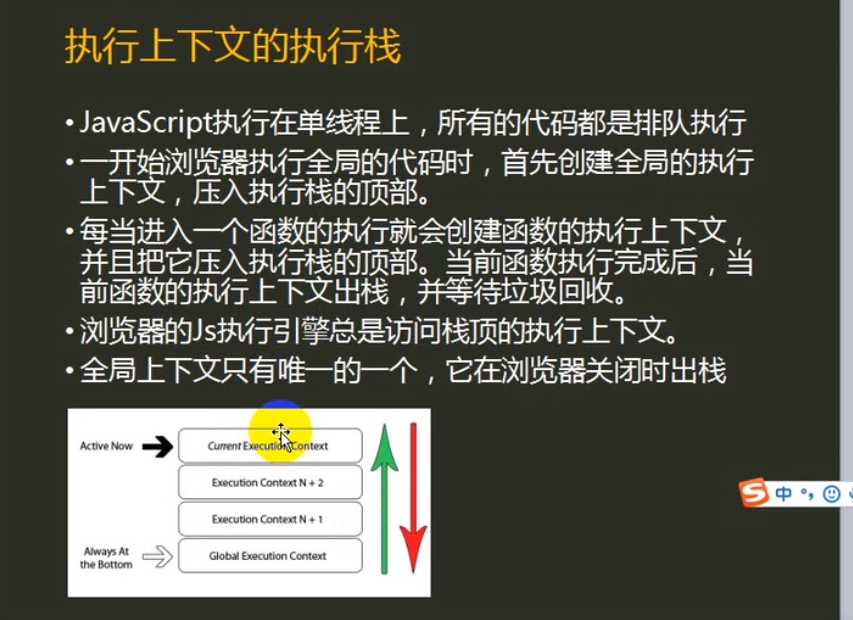 执行上下文的执行栈
•JavaScript执行在单线程上，所有的代码都是排队执行
•一开始浏览器执行全局的代码时，首先创建全局的执行
上下文，压入执行栈的顶部。
•每当进入一个函数的执行就会创建函数的执行上下文，
并且把它压入执行栈的顶部。当前函数执行完成后，当
前函数的执行上下文出栈，并等待垃圾回收。
•浏览器的Js执行引擎总是访问栈顶的执行上下文。
•全局上下文只有唯一的一个，它在浏览器关闭时出栈
Active Now
Current Execution Context
Execution Context N + 2
Execution Context N + 1
Always At
the Bottom
Global Execution Context
S中